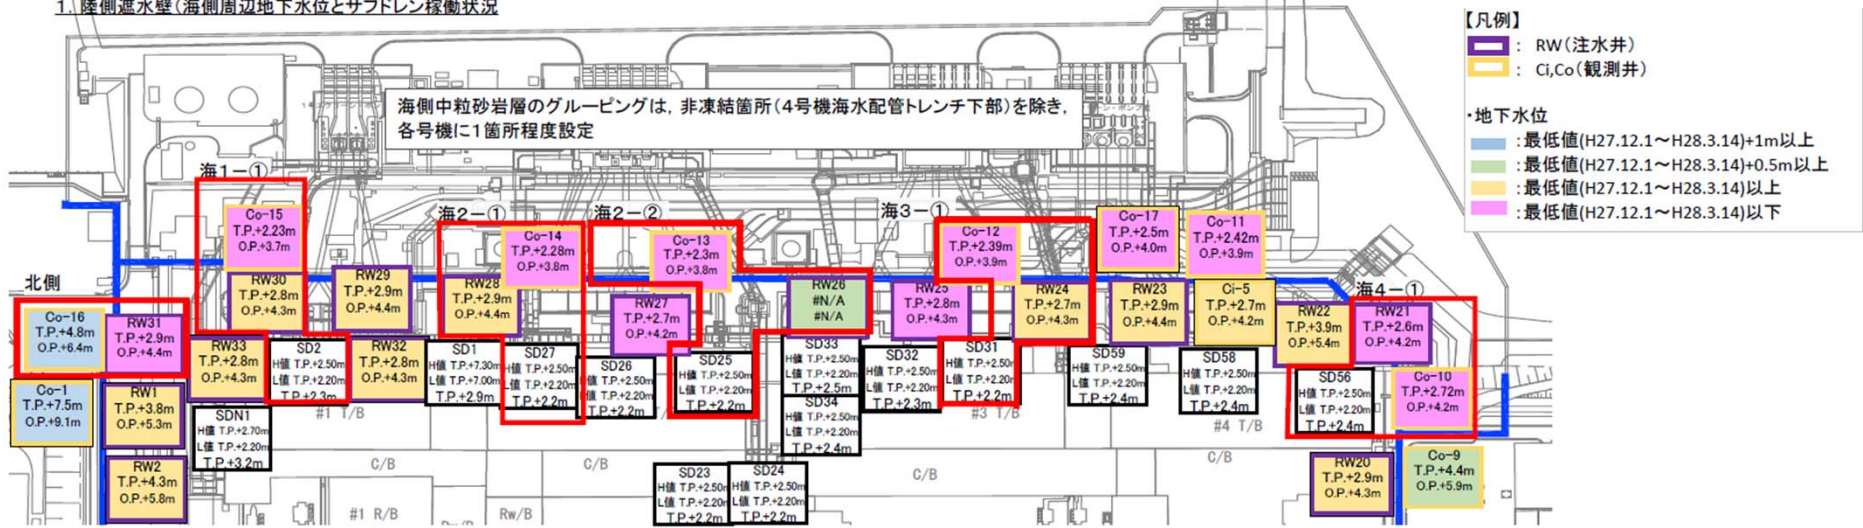 1. 陸側遮水壁(海側周辺地下水位とサブドレン稼働状況
【凡例】
: RW(注水井)
: Ci,Co(観測井)
・地下水位
:最低値(H27.12.1～H28.3.14)+1m以上
:最低値(H27.12.1～H28.3.14)+0.5m以上
:最低値(H27.12.1～H28.3.14)以上
:最低値(H27.12.1～H28.3.14)以下
海側中粒砂岩層のグルーピングは，非凍結箇所(4号機海水配管トレンチ下部)を除き，
各号機に1箇所程度設定
海1－①
Co-15
T.P.+2.23m
O.P.+3.7m
海2－①
Co-14
T.P.+2.28m
O.P.+3.8m
海2－②
Co-13
T.P.+2.3m
O.P.+3.8m
海3－①
Co-12
T.P.+2.39m
O.P.+3.9m
Co-17
T.P.+2.5m
O.P.+4.0m
Co-11
T.P.+2.42m
O.P.+3.9m
北側
Co-16
T.P.+4.8m
O.P.+6.4m
RW31
T.P.+2.9m
O.P.+4.4m
RW30
T.P.+2.8m
O.P.+4.3m
RW29
T.P.+2.9m
O.P.+4.4m
RW28
T.P.+2.9m
O.P.+4.4m
RW27
T.P.+2.7m
O.P.+4.2m
RW26
#N/A
#N/A
RW25
T.P.+2.8m
O.P.+4.3m
RW24
T.P.+2.7m
O.P.+4.3m
RW23
T.P.+2.9m
O.P.+4.4m
Ci-5
T.P.+2.7m
O.P.+4.2m
RW22
T.P.+3.9m
O.P.+5.4m
海4－①
RW21
T.P.+2.6m
O.P.+4.2m
Co-1
T.P.+7.5m
O.P.+9.1m
RW1
T.P.+3.8m
O.P.+5.3m
RW33
T.P.+2.8m
O.P.+4.3m
SD2
H値 T.P.+2.50m
L値 T.P.+2.20m
T.P.+2.3m
RW32
T.P.+2.8m
O.P.+4.3m
SD1
H値 T.P.+7.30m
L値 T.P.+7.00m
T.P.+2.9m
SD27
H値 T.P.+2.50m
L値 T.P.+2.20m
T.P.+2.2m
SD26
H値 T.P.+2.50m
L値 T.P.+2.20m
T.P.+2.2m
SD25
H値 T.P.+2.50m
L値 T.P.+2.20m
T.P.+2.2m
SD33
H値 T.P.+2.50m
L値 T.P.+2.20m
T.P.+2.5m
SD32
H値 T.P.+2.50m
L値 T.P.+2.20m
T.P.+2.3m
SD31
H値 T.P.+2.50m
L値 T.P.+2.20m
T.P.+2.2m
SD59
H値 T.P.+2.50m
L値 T.P.+2.20m
T.P.+2.4m
SD58
H値 T.P.+2.50m
L値 T.P.+2.20m
T.P.+2.4m
SD56
H値 T.P.+2.50m
L値 T.P.+2.20m
T.P.+2.4m
Co-10
T.P.+2.72m
O.P.+4.2m
SDN1
H値 T.P.+2.70m
L値 T.P.+2.20m
T.P.+3.2m
#1 T/B
SD34
H値 T.P.+2.50m
L値 T.P.+2.20m
T.P.+2.4m
#3 T/B
#4 T/B
RW2
T.P.+4.3m
O.P.+5.8m
C/B
C/B
SD23
H値 T.P.+2.50m
L値 T.P.+2.20m
T.P.+2.2m
SD24
H値 T.P.+2.50m
L値 T.P.+2.20m
T.P.+2.2m
C/B
C/B
RW20
T.P.+2.9m
O.P.+4.3m
Co-9
T.P.+4.4m
O.P.+5.9m
#1 R/B
Rw/B